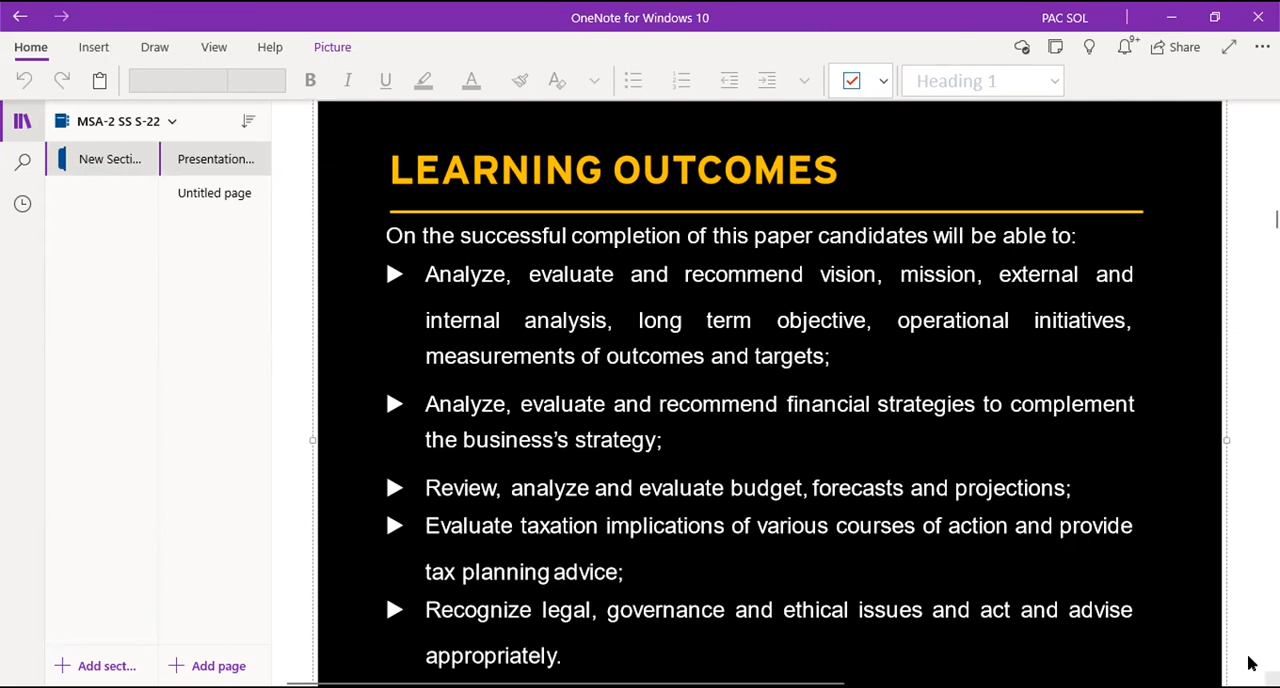 OneNote for Windows 10
PAC SOL
Home Insert Draw View Help Picture
9+ Share
B I U A A Heading 1
MSA-2 SS S-22
New Secti... Presentation...
Untitled page
LEARNING OUTCOMES
On the successful completion of this paper candidates will be able to:
Analyze, evaluate and recommend vision, mission, external and
internal analysis, long term objective, operational initiatives,
measurements of outcomes and targets;
Analyze, evaluate and recommend financial strategies to complement
the business’s strategy;
Review, analyze and evaluate budget, forecasts and projections;
Evaluate taxation implications of various courses of action and provide
tax planning advice;
Recognize legal, governance and ethical issues and act and advise
appropriately.
Add sect... Add page